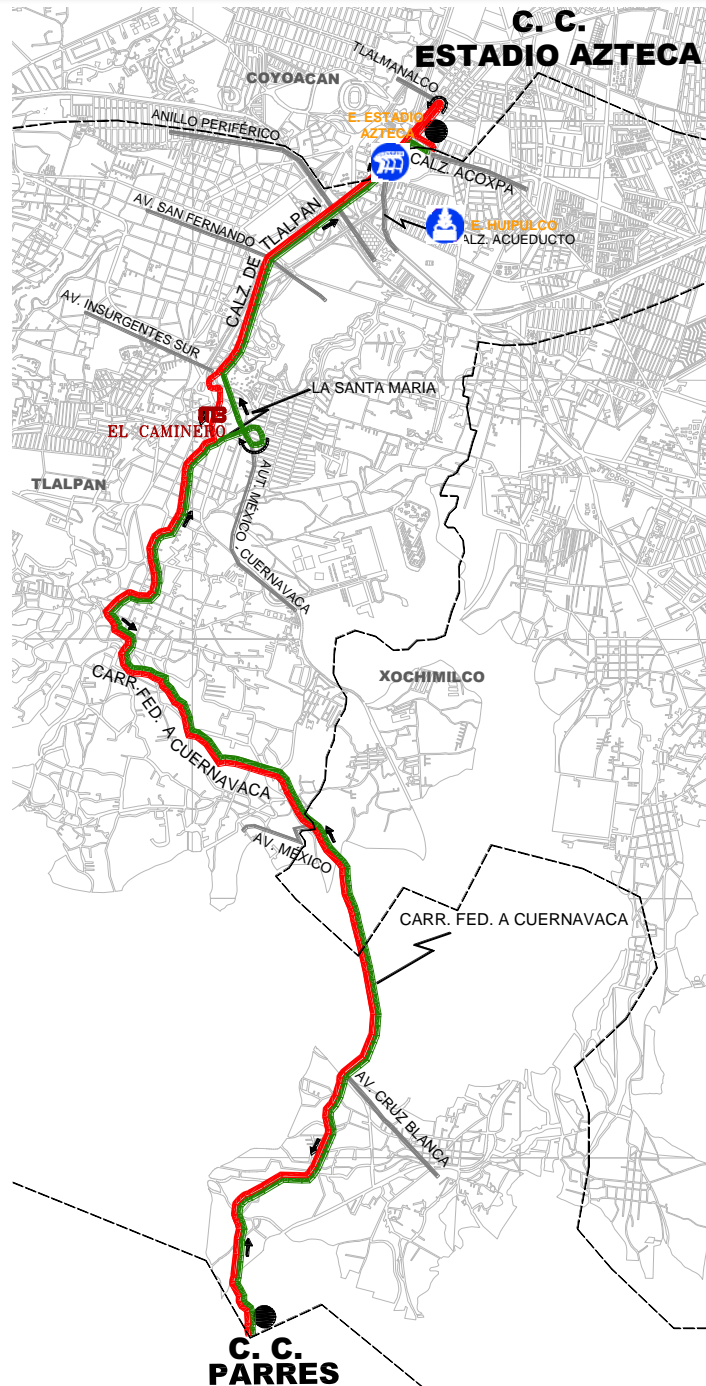 C. C.
ESTADIO AZTECA
TLALMANALCO
COYOACAN
ANILLO PERIFÉRICO
E. ESTADIO
AZTECA
CALZ. ACOXPA
AV. SAN FERNANDO
CALZ. DE TLALPAN
E. HUIPULCO
ALZ. ACUEDUCTO
AV. INSURGENTES SUR
LA SANTA MARIA
MB
EL CAMINERO
TLALPAN
AUT. MÉXICO - CUERNAVACA
XOCHIMILCO
CARR. FED. A CUERNAVACA
AV. MÉXICO
CARR. FED. A CUERNAVACA
AV. CRUZ BLANCA
C. C.
PARRES